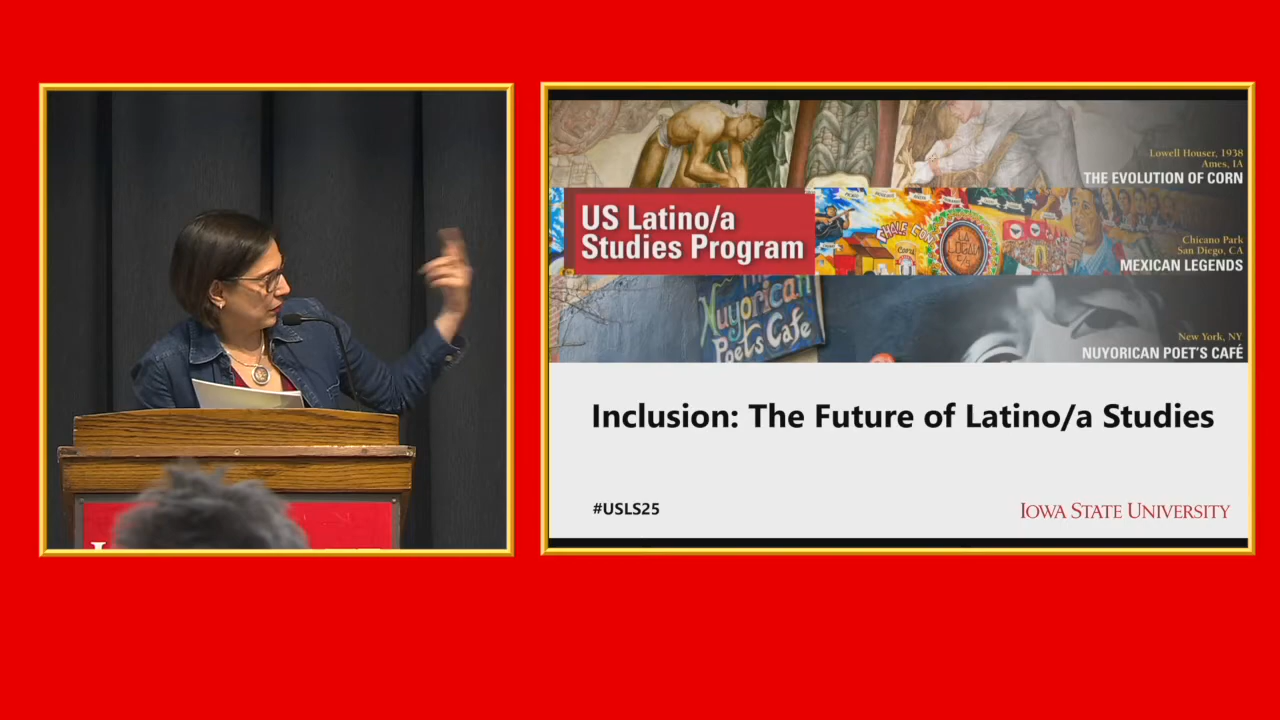 Lowell Houser, 1938
Ames, IA
THE EVOLUTION OF CORN
US Latino/a
Studies Program
Chicano Park
San Diego, CA
MEXICAN LEGENDS
Nuyorican
Poets Cafe
New York, NY
NUYORICAN POET'S CAFÉ
Inclusion: The Future of Latino/a Studies
#USLS25
IOWA STATE UNIVERSITY